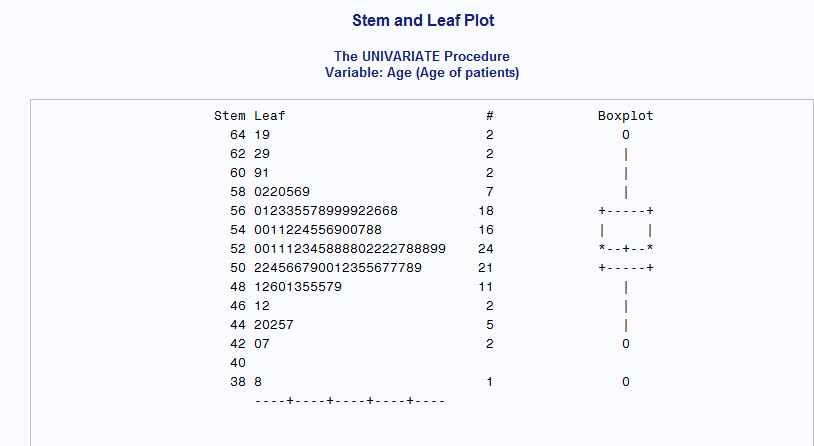 Stem and Leaf Plot
The UNIVARIATE Procedure
Variable: Age (Age of patients)
Stem Leaf # Boxplot
64 19 2 0
62 29 2 |
60 91 2 |
58 0220569 7 |
56 012335578999922668 18 +-----+
54 0011224556900788 16 | |
52 001112345888802222788899 24 *--+--*
50 224566790012355677789 21 +-----+
48 12601355579 11 |
46 12 2 |
44 20257 5 |
42 07 2 0
40
38 8 1 0
----+----+----+----+----